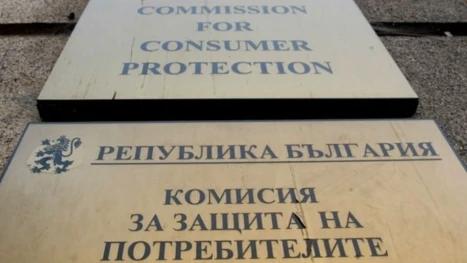 COMMISSION
FOR
CONSUMER
PROTECTION
РЕПУБЛИКА БЪЛГАРИЯ
КОМИСИЯ
ЗА ЗАЩИТА НА
ПОТРЕБИТЕЛИТЕ